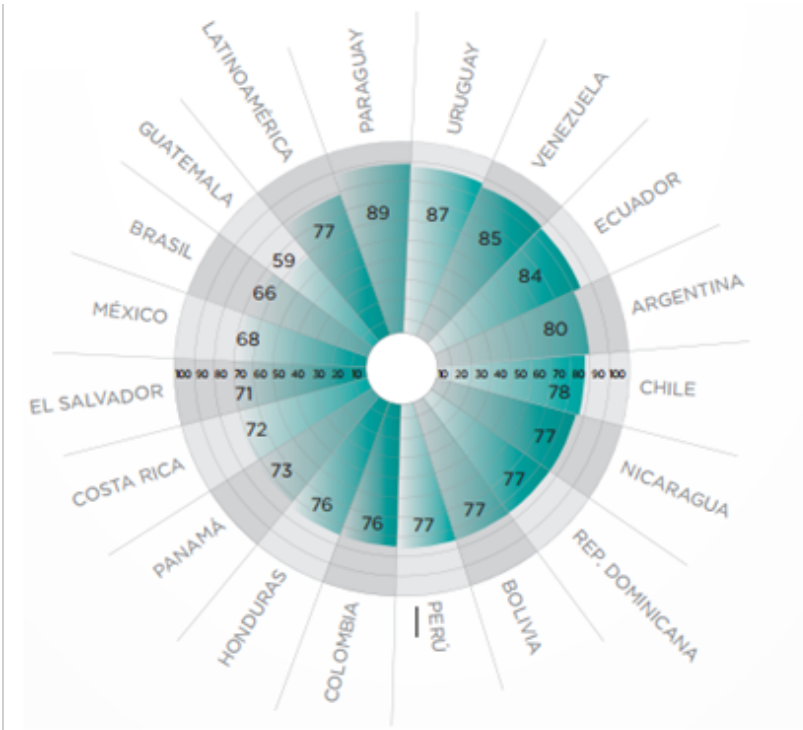 PARAGUAY
89
URUGUAY
87
VENEZUELA
85
ECUADOR
84
ARGENTINA
80
CHILE
78
NICARAGUA
77
REP. DOMINICANA
77
BOLIVIA
77
PERÚ
77
COLOMBIA
76
HONDURAS
76
PANAMÁ
73
COSTA RICA
72
EL SALVADOR
71
MÉXICO
68
BRASIL
66
GUATEMALA
59
LATINOAMÉRICA
77
100 90 80 70 60 50 40 30 20 10
10 20 30 40 50 60 70 80 90 100